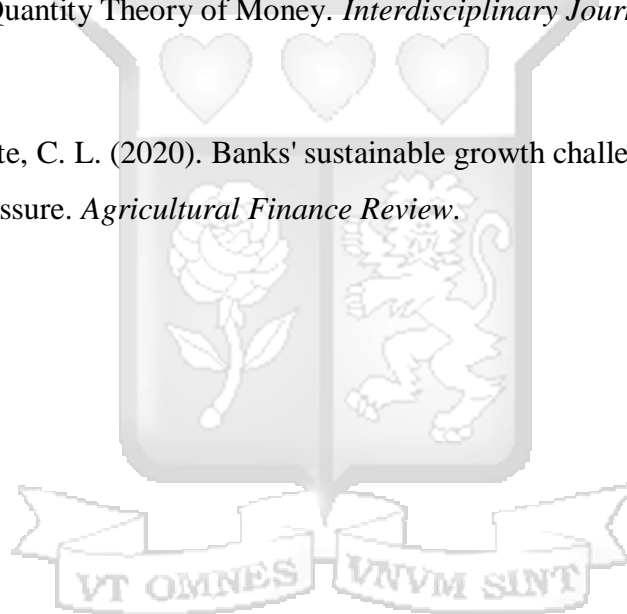 Quantity Theory of Money. Interdisciplinary Jour
te, C. L. (2020). Banks' sustainable growth challe
ssure. Agricultural Finance Review.
VT OMNES VNVM SINT